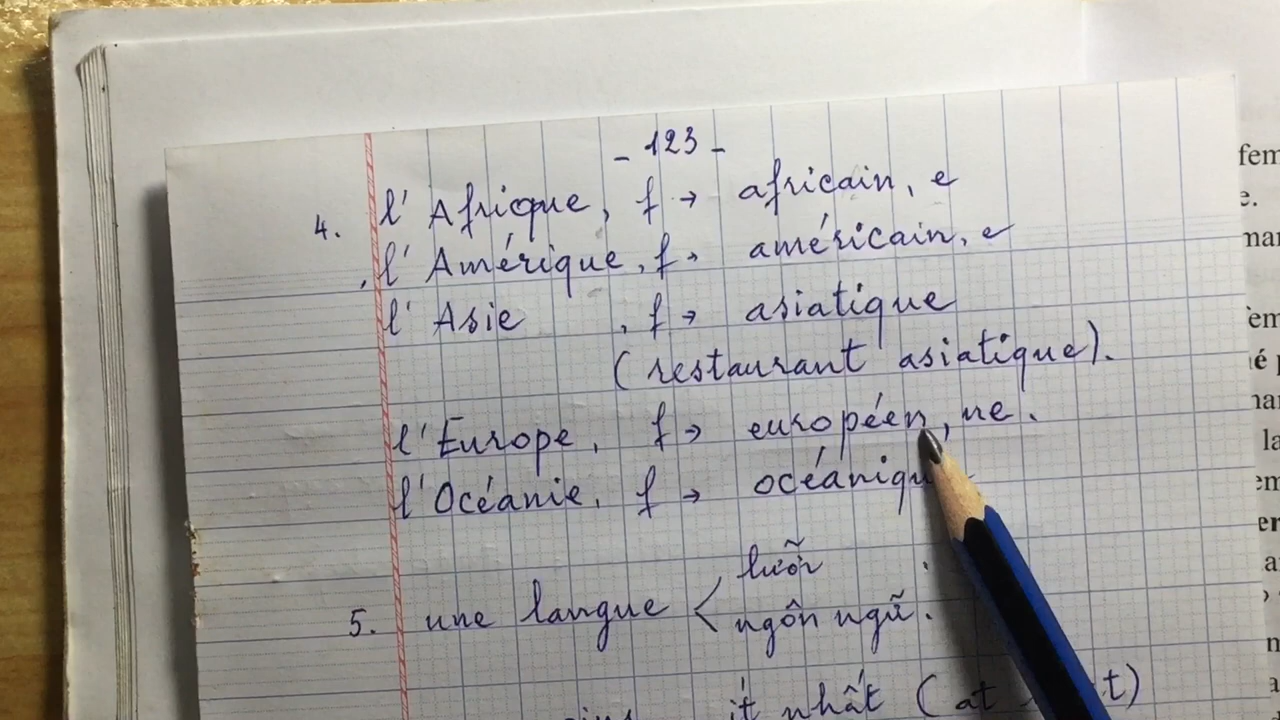 - 123 -
4. l'Afrique, f → africain, e
l'Amérique, f → américain, e
l'Asie, f → asiatique
(restaurant asiatique).
l'Europe, f → européen, ne.
l'Océanie, f → océaniqu
5. une langue < lưỡi
ngôn ngữ.
ít nhất (at
fem
e.